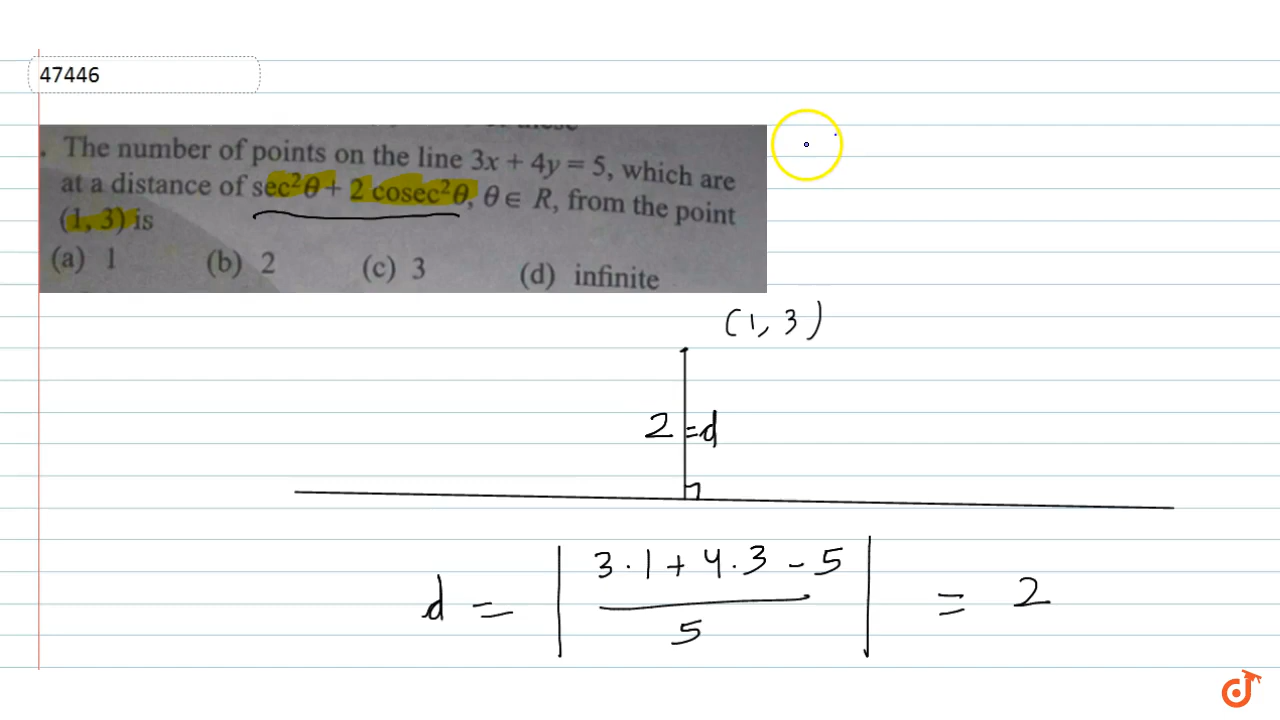 47446
. The number of points on the line 3x + 4y = 5, which are
at a distance of sec²θ + 2 cosec²θ, θ ∈ R, from the point
(1, 3) is
(a) 1 (b) 2 (c) 3 (d) infinite
(1, 3)
2 = d
d = | 3·1 + 4·3 - 5 / 5 | = 2